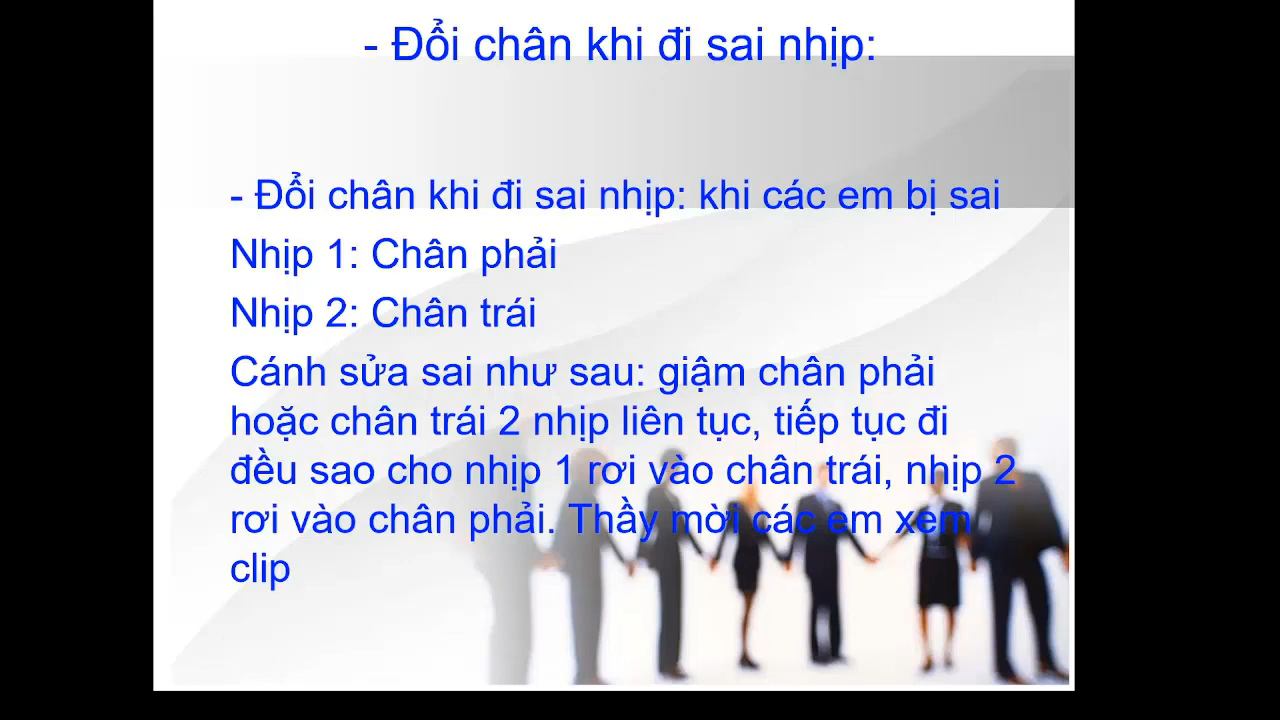 - Đổi chân khi đi sai nhịp:
- Đổi chân khi đi sai nhịp: khi các em bị sai
Nhịp 1: Chân phải
Nhịp 2: Chân trái
Cánh sửa sai như sau: giậm chân phải
hoặc chân trái 2 nhịp liên tục, tiếp tục đi
đều sao cho nhịp 1 rơi vào chân trái, nhịp 2
rơi vào chân phải. Thầy mời các em xem
clip